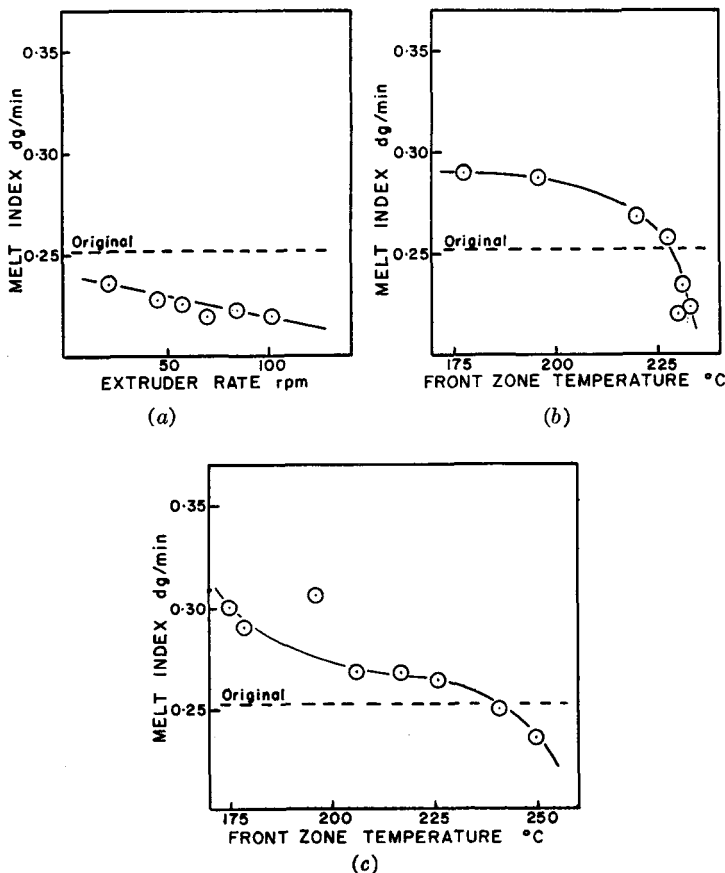 MELT INDEX dg/min
0·35
0·30
0·25
Original
50
100
EXTRUDER RATE rpm
(a)
MELT INDEX dg/min
0·35
0·30
0·25
Original
175
200
225
FRONT ZONE TEMPERATURE °C
(b)
MELT INDEX dg/min
0·35
0·30
0·25
Original
175
200
225
250
FRONT ZONE TEMPERATURE °C
(c)